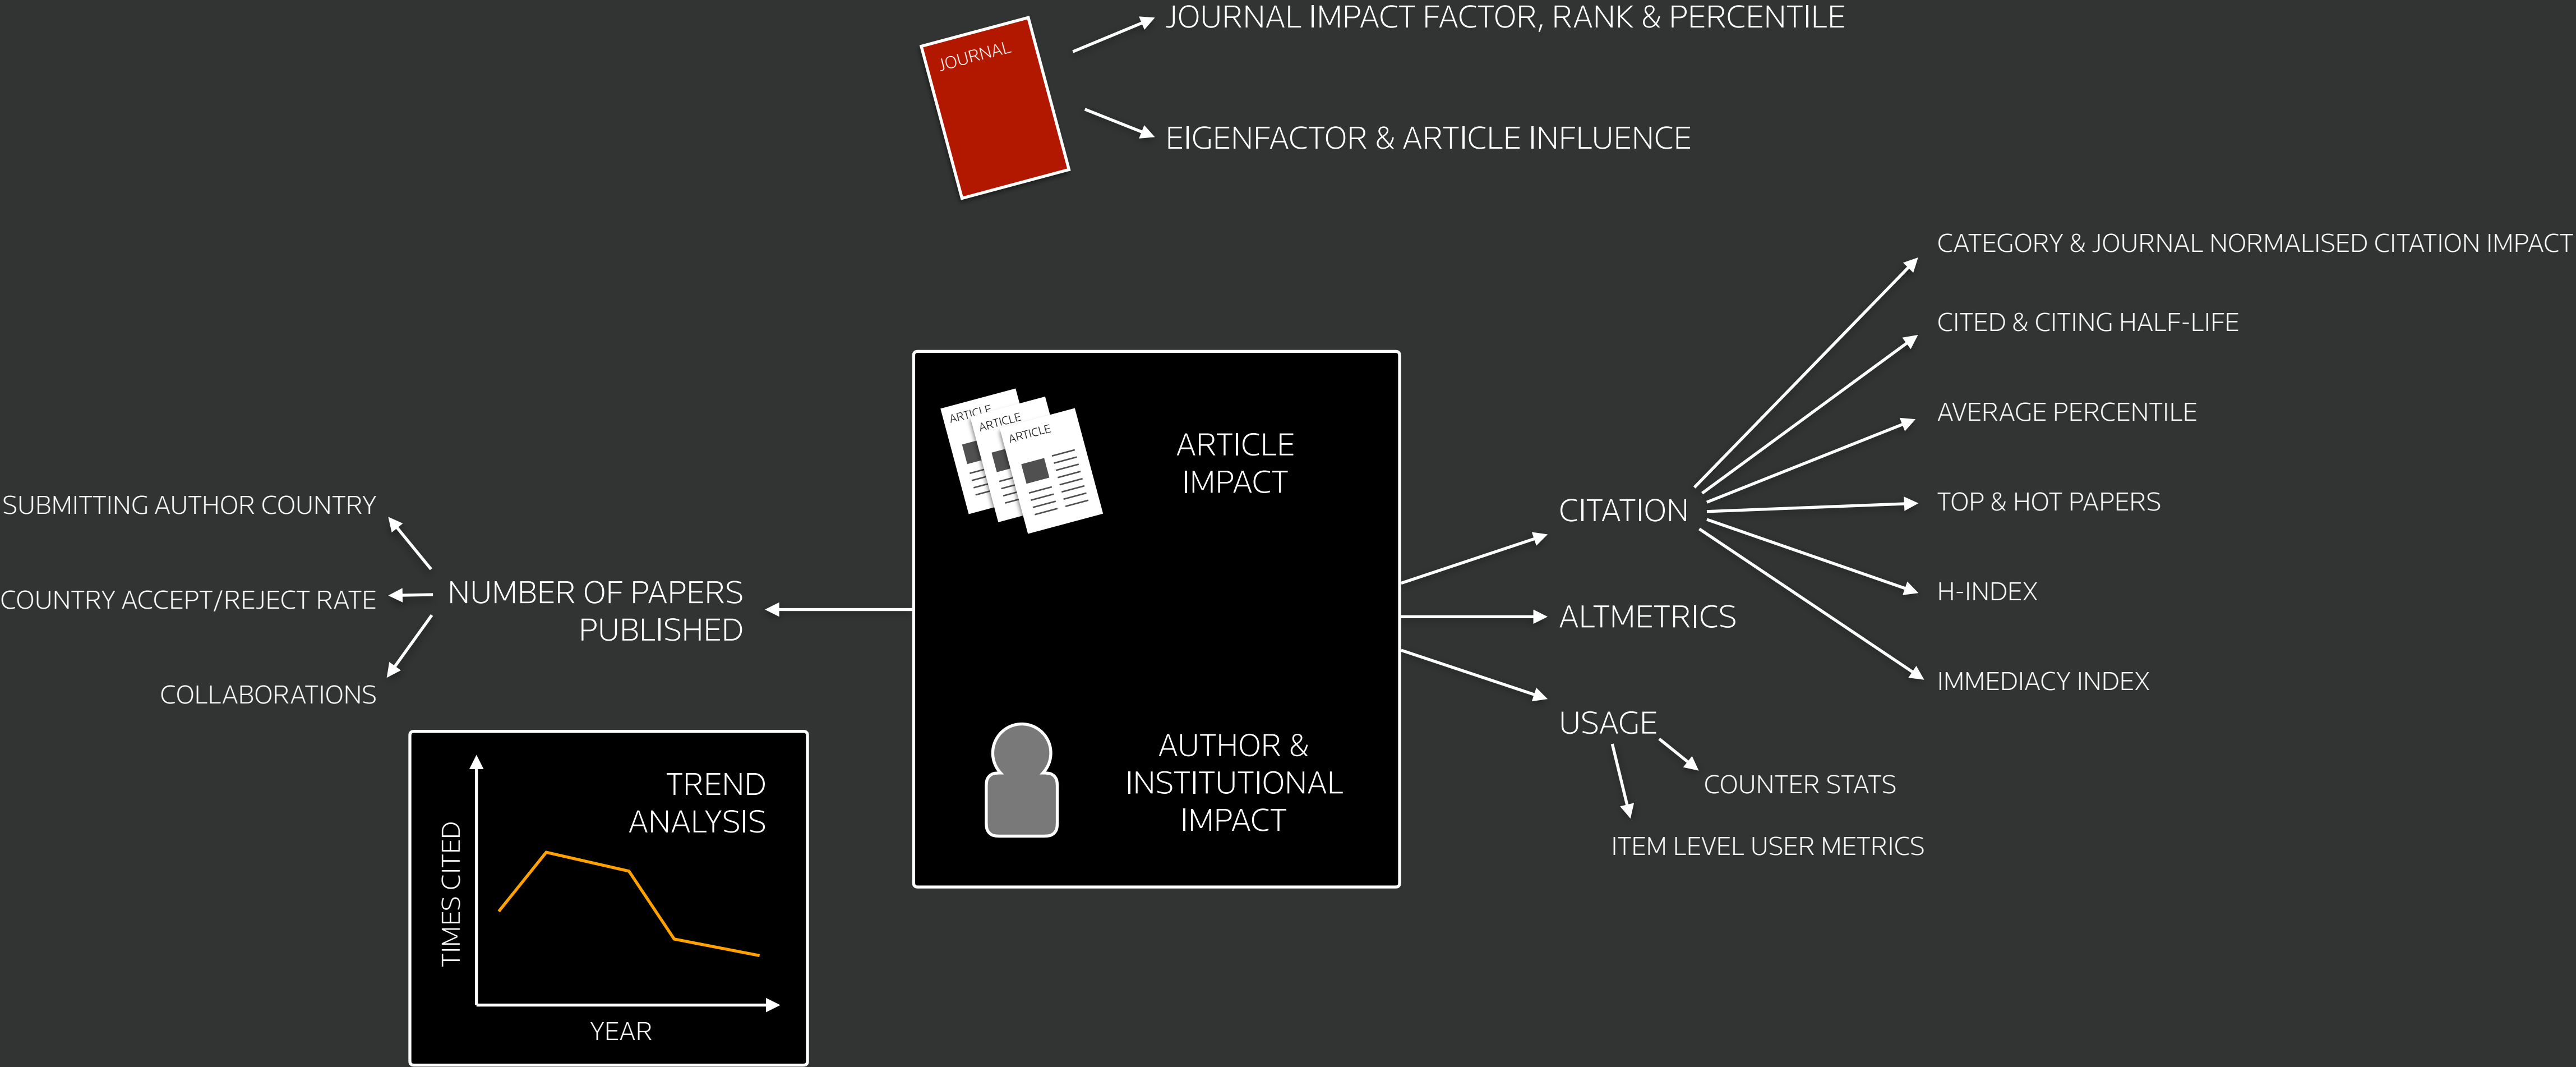 JOURNAL
JOURNAL IMPACT FACTOR, RANK & PERCENTILE
EIGENFACTOR & ARTICLE INFLUENCE
ARTICLE
ARTICLE
ARTICLE
ARTICLE
IMPACT
AUTHOR &
INSTITUTIONAL
IMPACT
SUBMITTING AUTHOR COUNTRY
COUNTRY ACCEPT/REJECT RATE
COLLABORATIONS
NUMBER OF PAPERS
PUBLISHED
TREND
ANALYSIS
TIMES CITED
YEAR
CITATION
ALTMETRICS
USAGE
COUNTER STATS
ITEM LEVEL USER METRICS
CATEGORY & JOURNAL NORMALISED CITATION IMPACT
CITED & CITING HALF-LIFE
AVERAGE PERCENTILE
TOP & HOT PAPERS
H-INDEX
IMMEDIACY INDEX